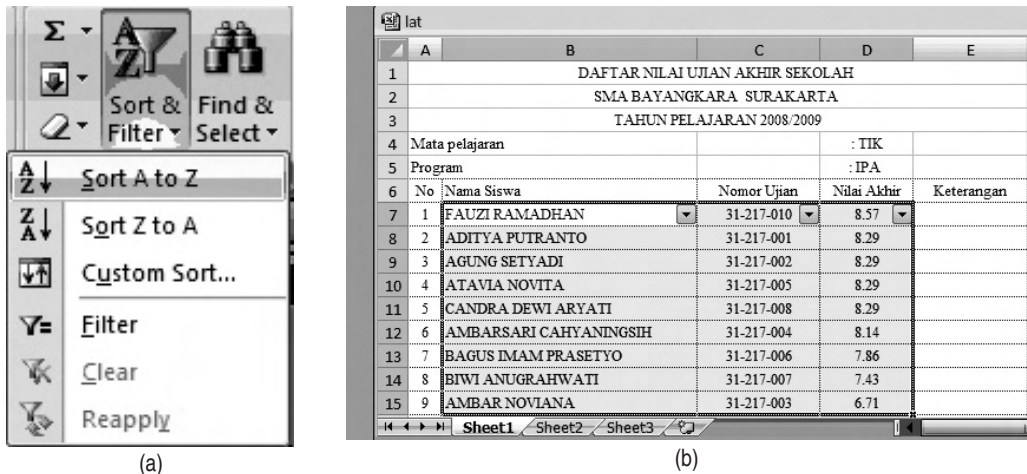 Σ
Sort & Filter
Find & Select
Sort A to Z
Sort Z to A
Custom Sort...
Filter
Clear
Reapply
(a)
lat
A B C D E
1 DAFTAR NILAI UJIAN AKHIR SEKOLAH
2 SMA BAYANGKARA SURAKARTA
3 TAHUN PELAJARAN 2008/2009
4 Mata pelajaran : TIK
5 Program : IPA
6 No Nama Siswa Nomor Ujian Nilai Akhir Keterangan
7 1 FAUZI RAMADHAN 31-217-010 8.57
8 2 ADITYA PUTRANTO 31-217-001 8.29
9 3 AGUNG SETYADI 31-217-002 8.29
10 4 ATAVIA NOVITA 31-217-005 8.29
11 5 CANDRA DEWI ARYATI 31-217-008 8.29
12 6 AMBARSARI CAHYANINGSIH 31-217-004 8.14
13 7 BAGUS IMAM PRASETYO 31-217-006 7.86
14 8 BIWI ANUGRAHWATI 31-217-007 7.43
15 9 AMBAR NOVIANA 31-217-003 6.71
Sheet1 Sheet2 Sheet3
(b)